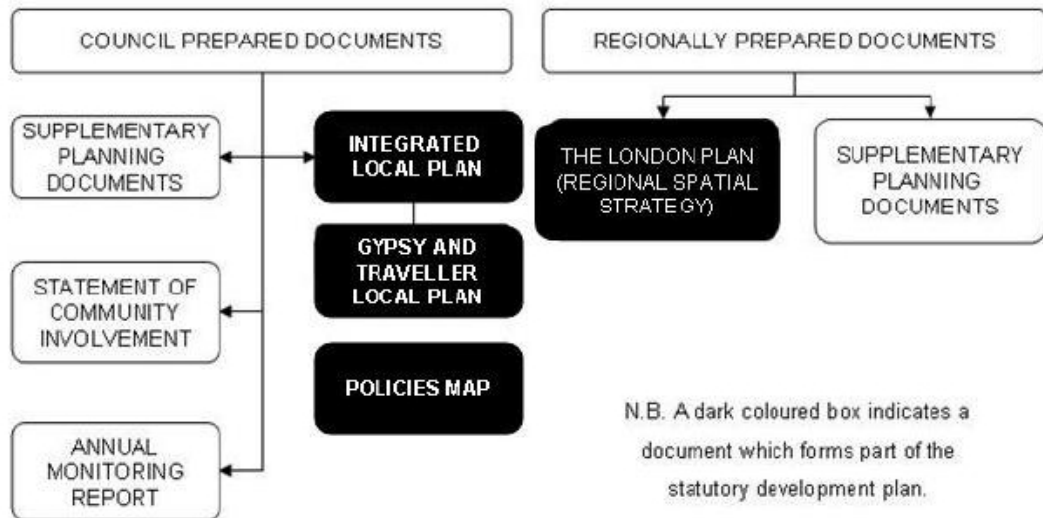 COUNCIL PREPARED DOCUMENTS
REGIONALLY PREPARED DOCUMENTS
SUPPLEMENTARY
PLANNING
DOCUMENTS
INTEGRATED
LOCAL PLAN
THE LONDON PLAN
(REGIONAL SPATIAL
STRATEGY)
SUPPLEMENTARY
PLANNING
DOCUMENTS
GYPSY AND
TRAVELLER
LOCAL PLAN
STATEMENT OF
COMMUNITY
INVOLVEMENT
POLICIES MAP
ANNUAL
MONITORING
REPORT
N.B. A dark coloured box indicates a
document which forms part of the
statutory development plan.